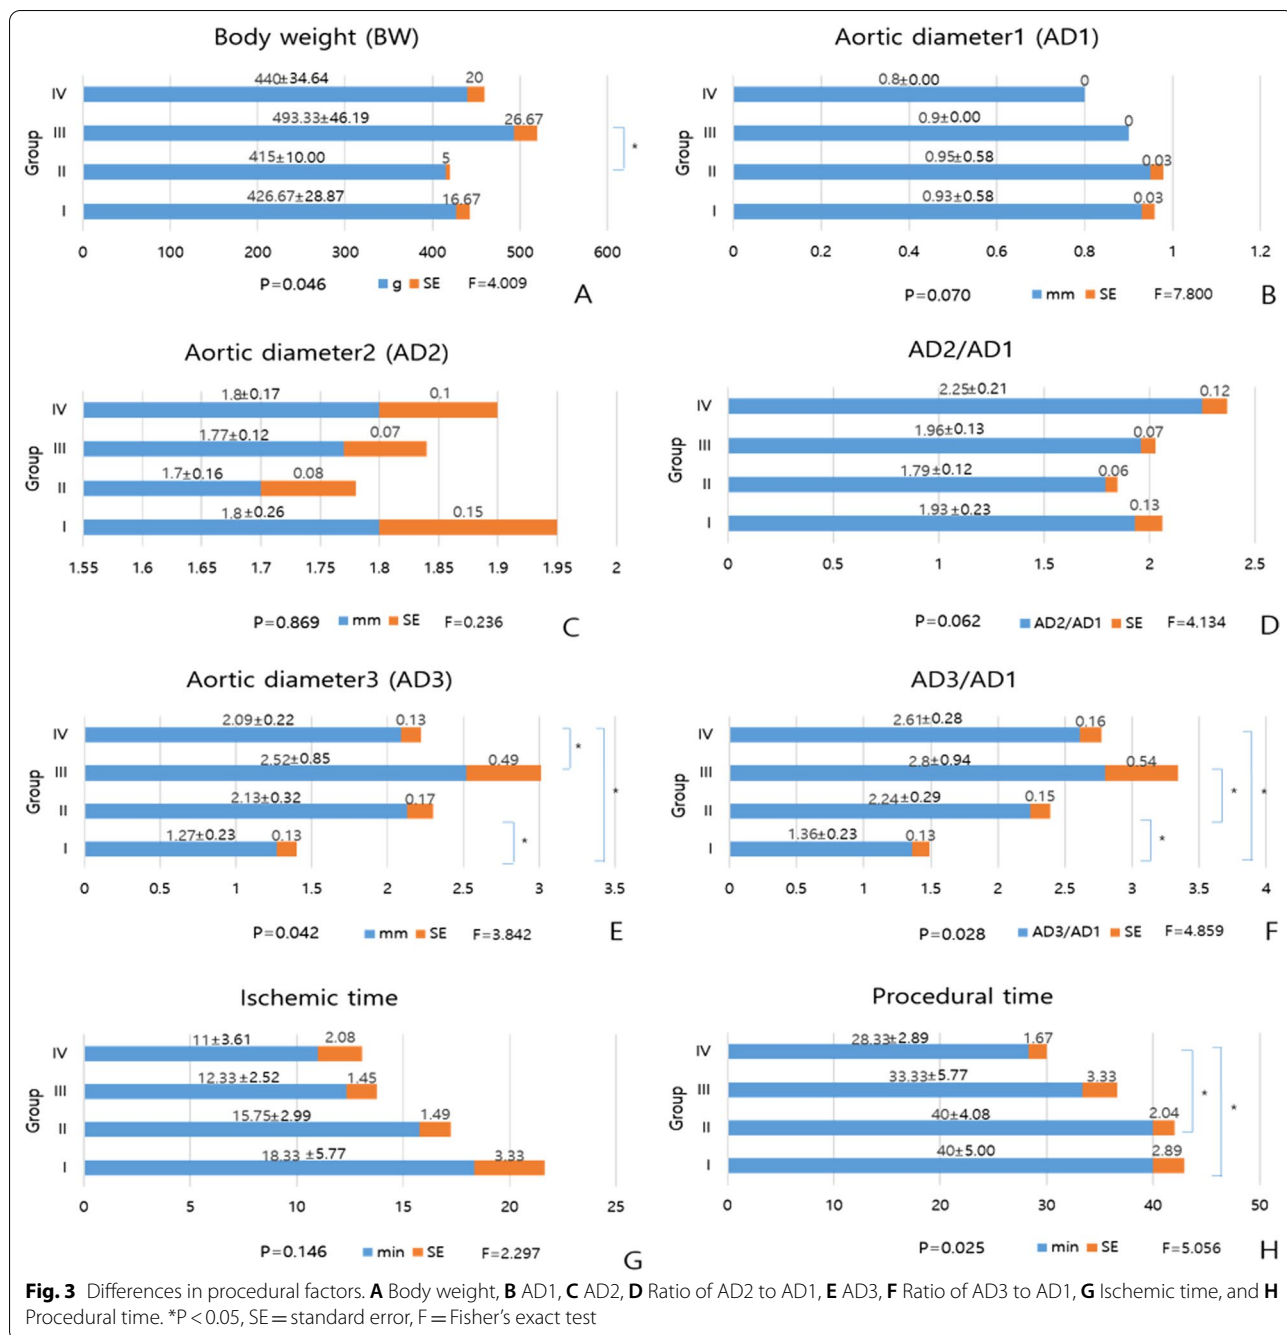 Body weight (BW)
Group
IV 440±34.64 20
III 493.33±46.19 26.67
*
II 415±10.00 5
I 426.67±28.87 16.67
0 100 200 300 400 500 600
P=0.046 g SE F=4.009 A
Aortic diameter1 (AD1)
Group
IV 0.8±0.00 0
III 0.9±0.00 0
II 0.95±0.58 0.03
I 0.93±0.58 0.03
0 0.2 0.4 0.6 0.8 1 1.2
P=0.070 mm SE F=7.800 B
Aortic diameter2 (AD2)
Group
IV 1.8±0.17 0.1
III 1.77±0.12 0.07
II 1.7±0.16 0.08
I 1.8±0.26 0.15
1.55 1.6 1.65 1.7 1.75 1.8 1.85 1.9 1.95 2
P=0.869 mm SE F=0.236 C
AD2/AD1
Group
IV 2.25±0.21 0.12
III 1.96±0.13 0.07
II 1.79±0.12 0.06
I 1.93±0.23 0.13
0 0.5 1 1.5 2 2.5
P=0.062 AD2/AD1 SE F=4.134 D
Aortic diameter3 (AD3)
Group
IV 2.09±0.22 0.13
*
III 2.52±0.85 0.49
*
II 2.13±0.32 0.17
*
I 1.27±0.23 0.13
0 0.5 1 1.5 2 2.5 3 3.5
P=0.042 mm SE F=3.842 E
AD3/AD1
Group
IV 2.61±0.28 0.16
III 2.8±0.94 0.54
* *
II 2.24±0.29 0.15
*
I 1.36±0.23 0.13
0 0.5 1 1.5 2 2.5 3 3.5 4
P=0.028 AD3/AD1 SE F=4.859 F
Ischemic time
Group
IV 11±3.61 2.08
III 12.33±2.52 1.45
II 15.75±2.99 1.49
I 18.33 ±5.77 3.33
0 5 10 15 20 25
P=0.146 min SE F=2.297 G
Procedural time
Group
IV 28.33±2.89 1.67
III 33.33±5.77 3.33
* *
II 40±4.08 2.04
I 40±5.00 2.89
0 10 20 30 40 50
P=0.025 min SE F=5.056 H
Fig. 3 Differences in procedural factors. A Body weight, B AD1, C AD2, D Ratio of AD2 to AD1, E AD3, F Ratio of AD3 to AD1, G Ischemic time, and H
Procedural time. *P < 0.05, SE = standard error, F = Fisher's exact test